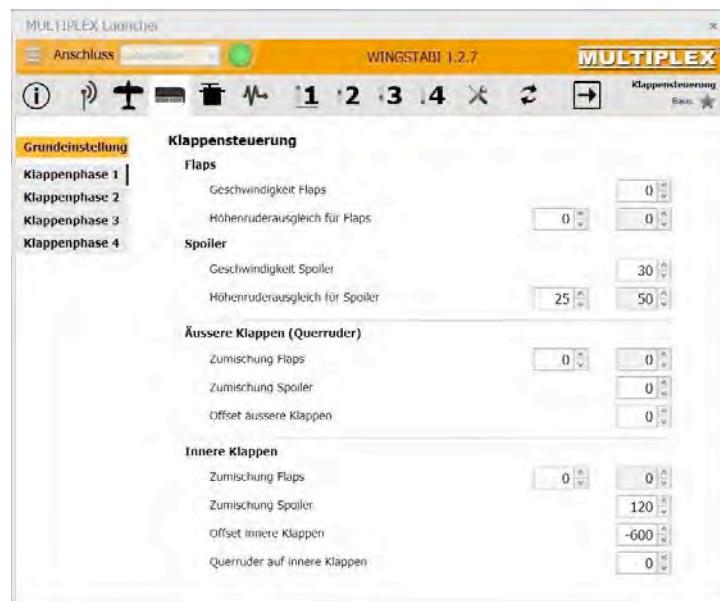 MULTIPLEX Launcher
Anschluss
WINGSTABI 1.2.7
MULTIPLEX
1 2 3 4
Klappensteuerung
Basis
Grundeinstellung
Klappenphase 1
Klappenphase 2
Klappenphase 3
Klappenphase 4
Klappensteuerung
Flaps
Geschwindigkeit Flaps 0
Höhenruderausgleich für Flaps 0 0
Spoiler
Geschwindigkeit Spoiler 30
Höhenruderausgleich für Spoiler 25 50
Äussere Klappen (Querruder)
Zumischung Flaps 0 0
Zumischung Spoiler 0
Offset äussere Klappen 0
Innere Klappen
Zumischung Flaps 0 0
Zumischung Spoiler 120
Offset innere Klappen -600
Querruder auf innere Klappen 0